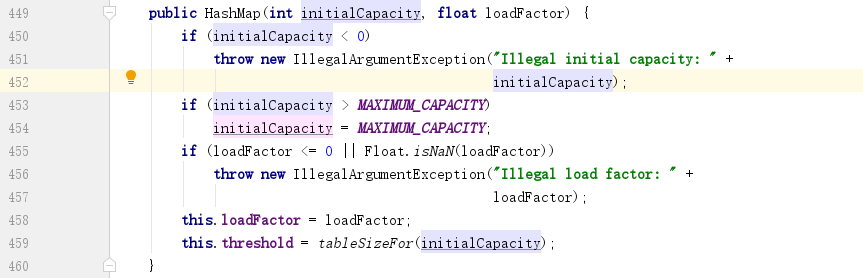 449 public HashMap(int initialCapacity, float loadFactor) {
450 if (initialCapacity < 0)
451 throw new IllegalArgumentException("Illegal initial capacity: " +
452 initialCapacity);
453 if (initialCapacity > MAXIMUM_CAPACITY)
454 initialCapacity = MAXIMUM_CAPACITY;
455 if (loadFactor <= 0 || Float.isNaN(loadFactor))
456 throw new IllegalArgumentException("Illegal load factor: " +
457 loadFactor);
458 this.loadFactor = loadFactor;
459 this.threshold = tableSizeFor(initialCapacity);
460 }